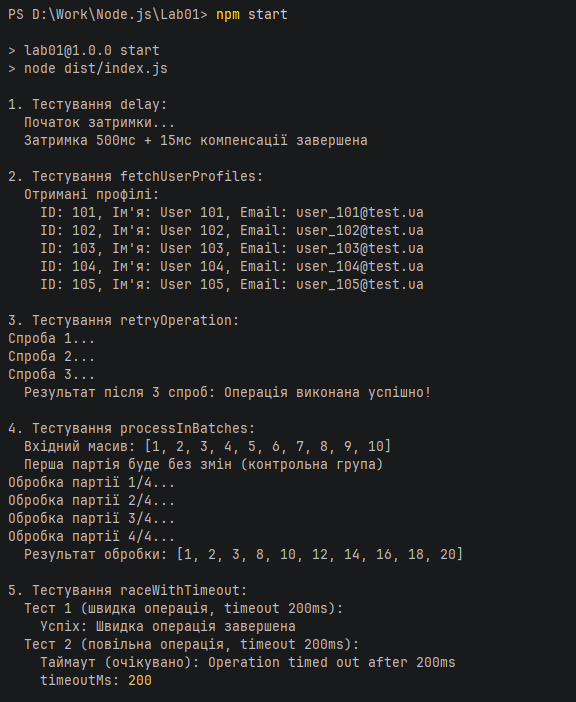 PS D:\Work\Node.js\Lab01> npm start
> lab01@1.0.0 start
> node dist/index.js
1. Тестування delay:
Початок затримки...
Затримка 500мс + 15мс компенсації завершена
2. Тестування fetchUserProfiles:
Отримані профілі:
ID: 101, Ім'я: User 101, Email: user_101@test.ua
ID: 102, Ім'я: User 102, Email: user_102@test.ua
ID: 103, Ім'я: User 103, Email: user_103@test.ua
ID: 104, Ім'я: User 104, Email: user_104@test.ua
ID: 105, Ім'я: User 105, Email: user_105@test.ua
3. Тестування retryOperation:
Спроба 1...
Спроба 2...
Спроба 3...
Результат після 3 спроб: Операція виконана успішно!
4. Тестування processInBatches:
Вхідний масив: [1, 2, 3, 4, 5, 6, 7, 8, 9, 10]
Перша партія буде без змін (контрольна група)
Обробка партії 1/4...
Обробка партії 2/4...
Обробка партії 3/4...
Обробка партії 4/4...
Результат обробки: [1, 2, 3, 8, 10, 12, 14, 16, 18, 20]
5. Тестування raceWithTimeout:
Тест 1 (швидка операція, timeout 200ms):
Успіх: Швидка операція завершена
Тест 2 (повільна операція, timeout 200ms):
Таймаут (очікувано): Operation timed out after 200ms
timeoutMs: 200